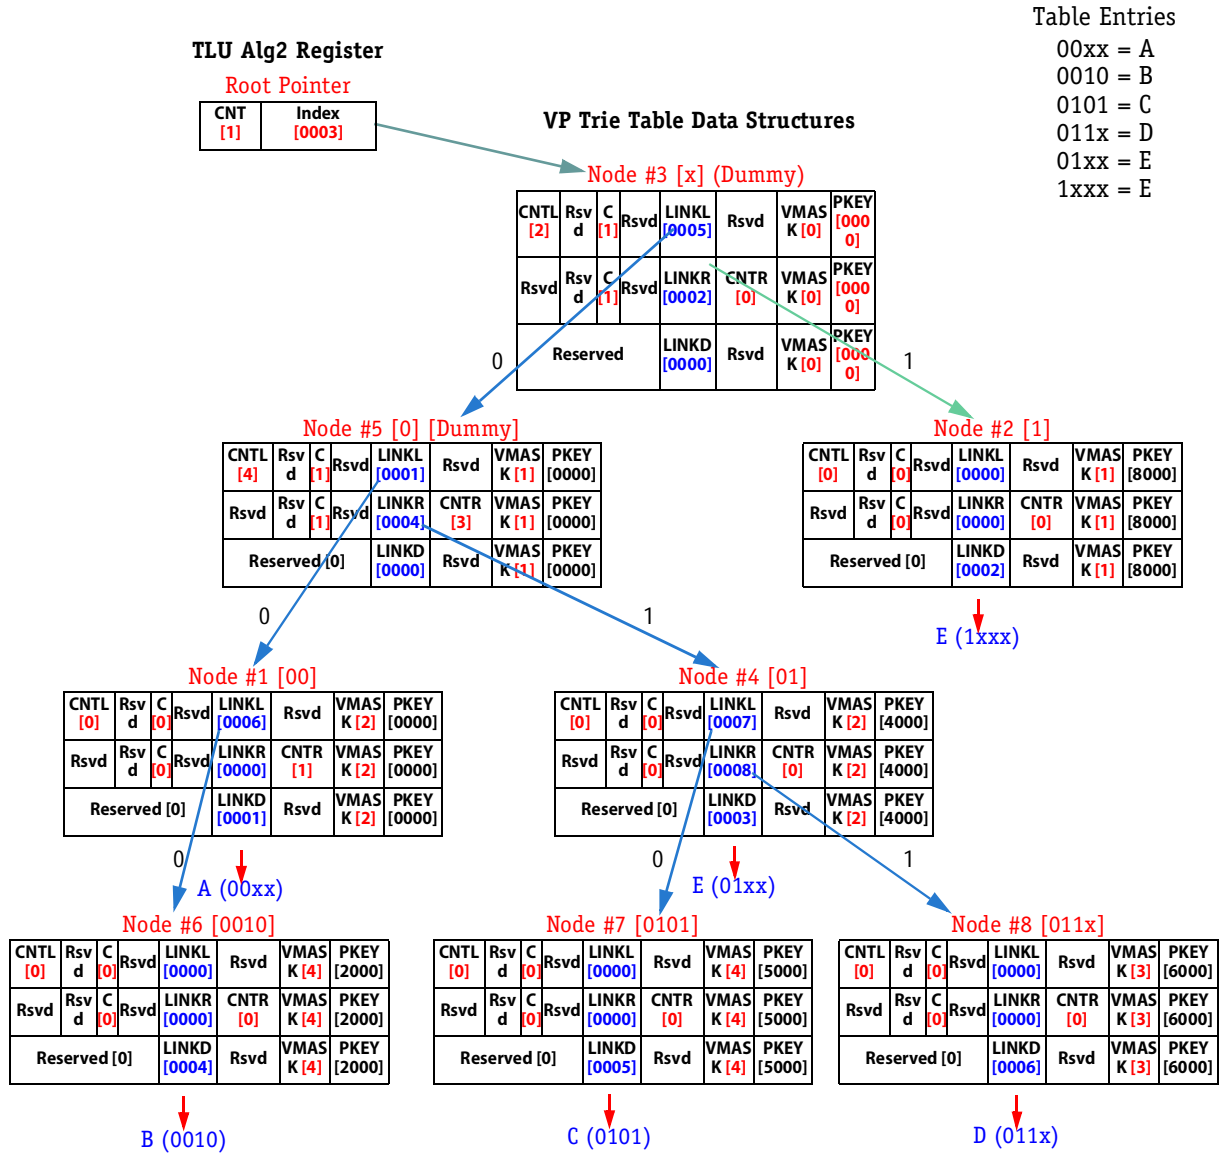 Table Entries
00xx = A
0010 = B
0101 = C
011x = D
01xx = E
1xxx = E
TLU Alg2 Register
Root Pointer
CNT [1] Index [0003]
VP Trie Table Data Structures
Node #3 [x] (Dummy)
CNTL [2] Rsvd C [1] Rsvd LINKL [0005] Rsvd VMASK [0] PKEY [0000]
Rsvd Rsvd C [1] Rsvd LINKR [0002] CNTR [0] VMASK [0] PKEY [0000]
Reserved LINKD [0000] Rsvd VMASK [0] PKEY [0000]
0 1
Node #5 [0] [Dummy]
CNTL [4] Rsvd C [1] Rsvd LINKL [0001] Rsvd VMASK [1] PKEY [0000]
Rsvd Rsvd C [1] Rsvd LINKR [0004] CNTR [3] VMASK [1] PKEY [0000]
Reserved [0] LINKD [0000] Rsvd VMASK [1] PKEY [0000]
Node #2 [1]
CNTL [0] Rsvd C [0] Rsvd LINKL [0000] Rsvd VMASK [1] PKEY [8000]
Rsvd Rsvd C [0] Rsvd LINKR [0000] CNTR [0] VMASK [1] PKEY [8000]
Reserved [0] LINKD [0002] Rsvd VMASK [1] PKEY [8000]
E (1xxx)
0 1
Node #1 [00]
CNTL [0] Rsvd C [0] Rsvd LINKL [0006] Rsvd VMASK [2] PKEY [0000]
Rsvd Rsvd C [0] Rsvd LINKR [0000] CNTR [1] VMASK [2] PKEY [0000]
Reserved [0] LINKD [0001] Rsvd VMASK [2] PKEY [0000]
0
A (00xx)
Node #4 [01]
CNTL [0] Rsvd C [0] Rsvd LINKL [0007] Rsvd VMASK [2] PKEY [4000]
Rsvd Rsvd C [0] Rsvd LINKR [0008] CNTR [0] VMASK [2] PKEY [4000]
Reserved [0] LINKD [0003] Rsvd VMASK [2] PKEY [4000]
0 1
E (01xx)
Node #6 [0010]
CNTL [0] Rsvd C [0] Rsvd LINKL [0000] Rsvd VMASK [4] PKEY [2000]
Rsvd Rsvd C [0] Rsvd LINKR [0000] CNTR [0] VMASK [4] PKEY [2000]
Reserved [0] LINKD [0004] Rsvd VMASK [4] PKEY [2000]
B (0010)
Node #7 [0101]
CNTL [0] Rsvd C [0] Rsvd LINKL [0000] Rsvd VMASK [4] PKEY [5000]
Rsvd Rsvd C [0] Rsvd LINKR [0000] CNTR [0] VMASK [4] PKEY [5000]
Reserved [0] LINKD [0005] Rsvd VMASK [4] PKEY [5000]
C (0101)
Node #8 [011x]
CNTL [0] Rsvd C [0] Rsvd LINKL [0000] Rsvd VMASK [3] PKEY [6000]
Rsvd Rsvd C [0] Rsvd LINKR [0000] CNTR [0] VMASK [3] PKEY [6000]
Reserved [0] LINKD [0006] Rsvd VMASK [3] PKEY [6000]
D (011x)